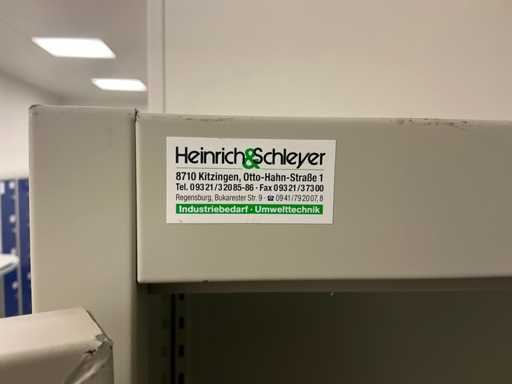 Heinrich&Schleyer
8710 Kitzingen, Otto-Hahn-Straße 1
Tel. 09321/32085-86 · Fax 09321/37300
Regensburg, Bukarester Str. 9 · ☎ 0941/792007, 8
Industriebedarf · Umwelttechnik